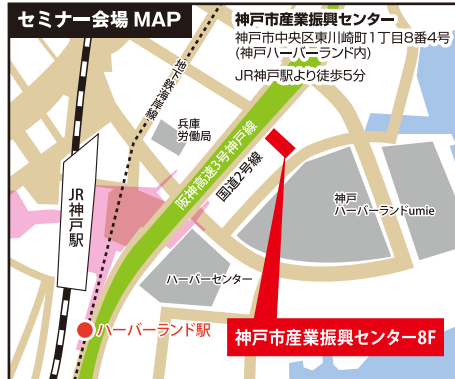 セミナー会場 MAP
神戸市産業振興センター
神戸市中央区東川崎町1丁目8番4号
(神戸ハーバーランド内)
JR神戸駅より徒歩5分
地下鉄海岸線
兵庫
労働局
阪神高速3号神戸線
国道2号線
JR神戸駅
神戸
ハーバーランドumie
ハーバーセンター
ハーバーランド駅
神戸市産業振興センター8F